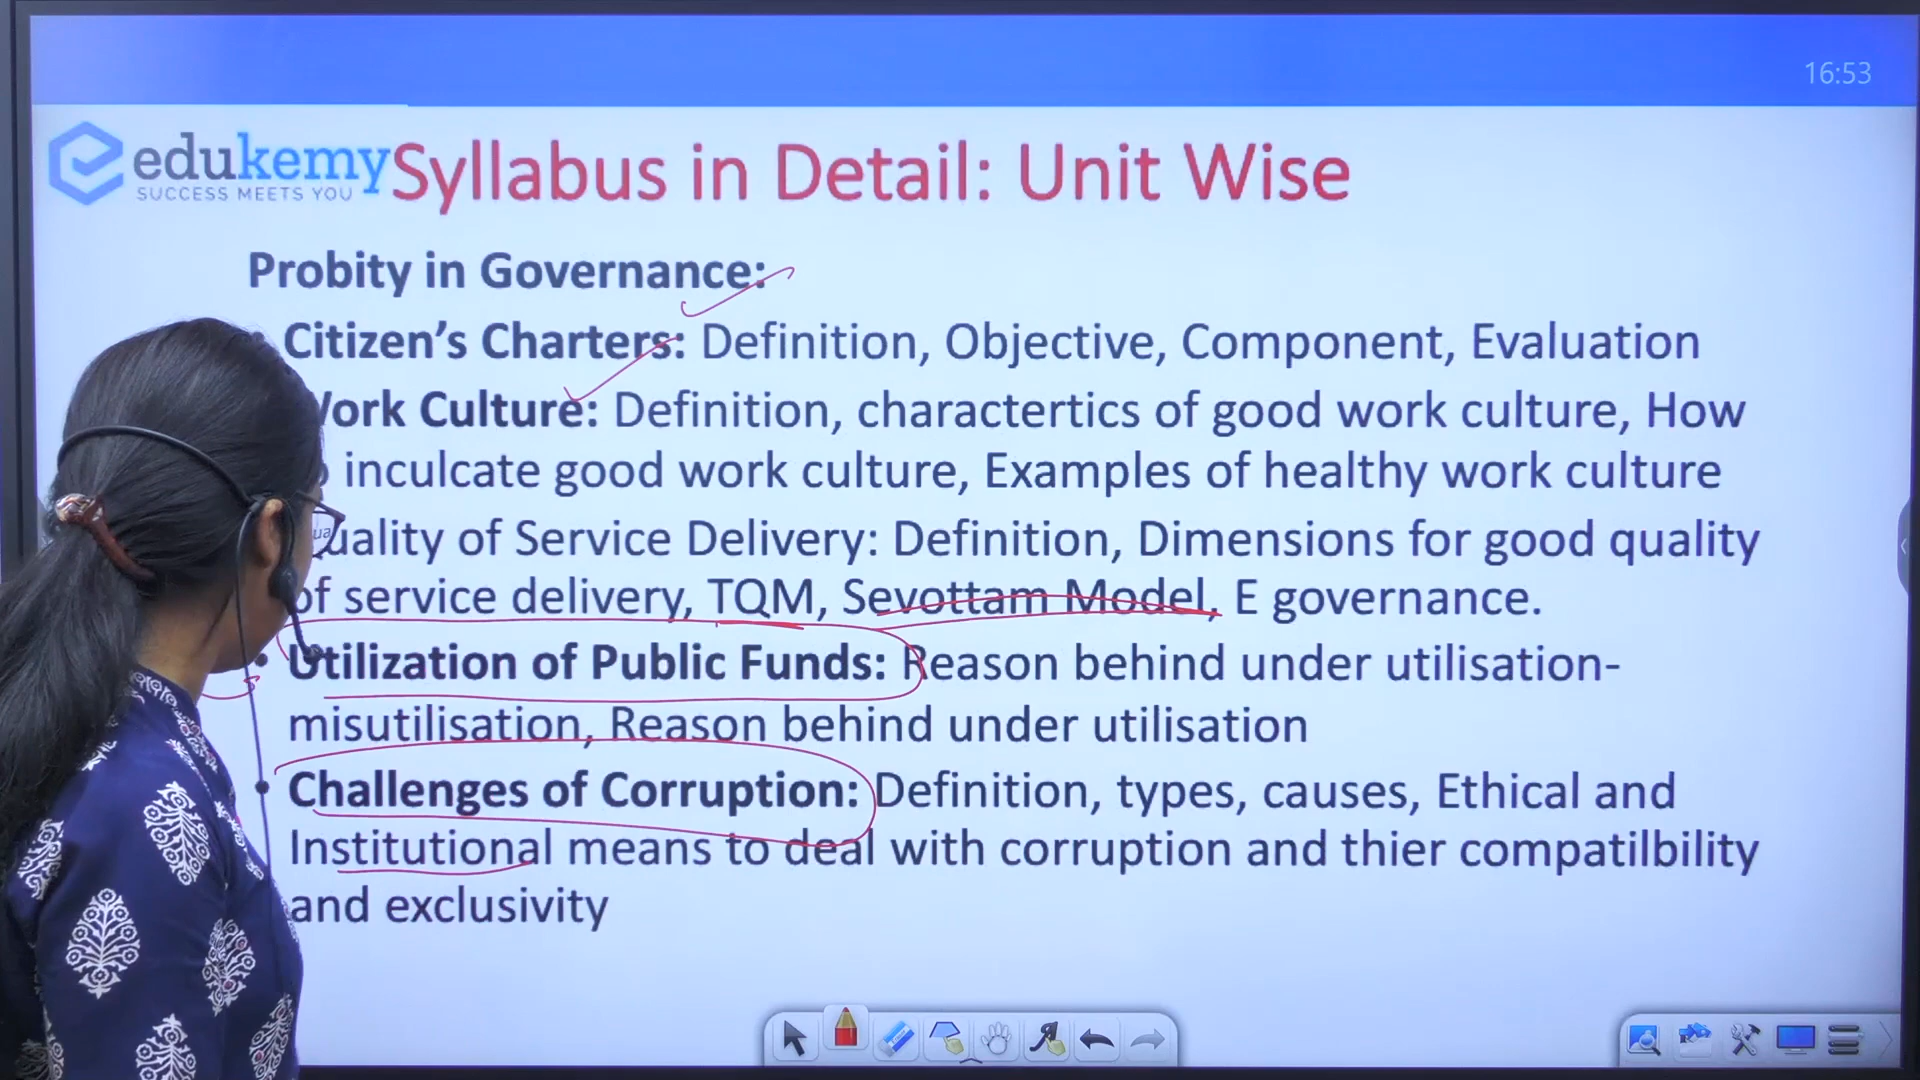 16:53
edukemy
SUCCESS MEETS YOU
Syllabus in Detail: Unit Wise
Probity in Governance:
Citizen’s Charters: Definition, Objective, Component, Evaluation
Work Culture: Definition, charactertics of good work culture, How
inculcate good work culture, Examples of healthy work culture
Quality of Service Delivery: Definition, Dimensions for good quality
of service delivery, TQM, Sevottam Model, E governance.
• Utilization of Public Funds: Reason behind under utilisation-
misutilisation, Reason behind under utilisation
• Challenges of Corruption: Definition, types, causes, Ethical and
Institutional means to deal with corruption and thier compatilbility
and exclusivity